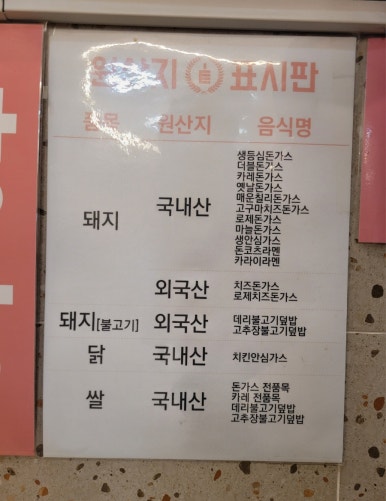 원산지 표시판
품목 원산지 음식명
돼지 국내산
생등심돈가스
더블돈가스
카레돈가스
옛날돈가스
매운칠리돈가스
고구마치즈돈가스
로제돈가스
마늘돈가스
생안심가스
돈코츠라멘
카라이라멘
외국산
치즈돈가스
로제치즈돈가스
돼지[불고기] 외국산
데리불고기덮밥
고추장불고기덮밥
닭 국내산 치킨안심가스
쌀 국내산
돈가스 전품목
카레 전품목
데리불고기덮밥
고추장불고기덮밥